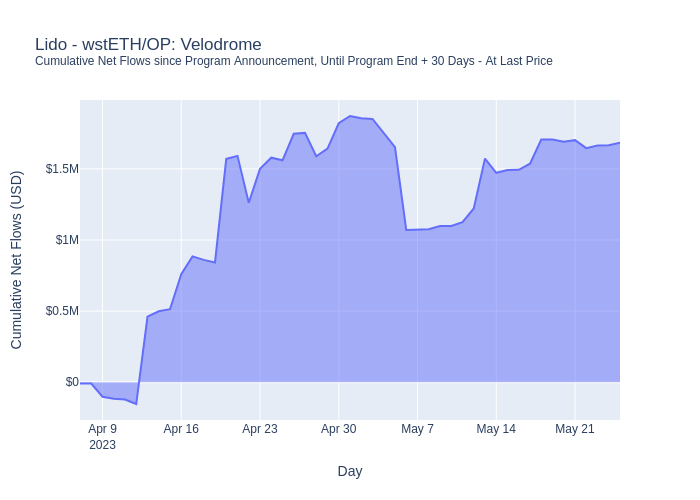 Lido - wstETH/OP: Velodrome
Cumulative Net Flows since Program Announcement, Until Program End + 30 Days - At Last Price
Cumulative Net Flows (USD)
$1.5M
$1M
$0.5M
$0
Apr 9
2023
Apr 16
Apr 23
Apr 30
May 7
May 14
May 21
Day